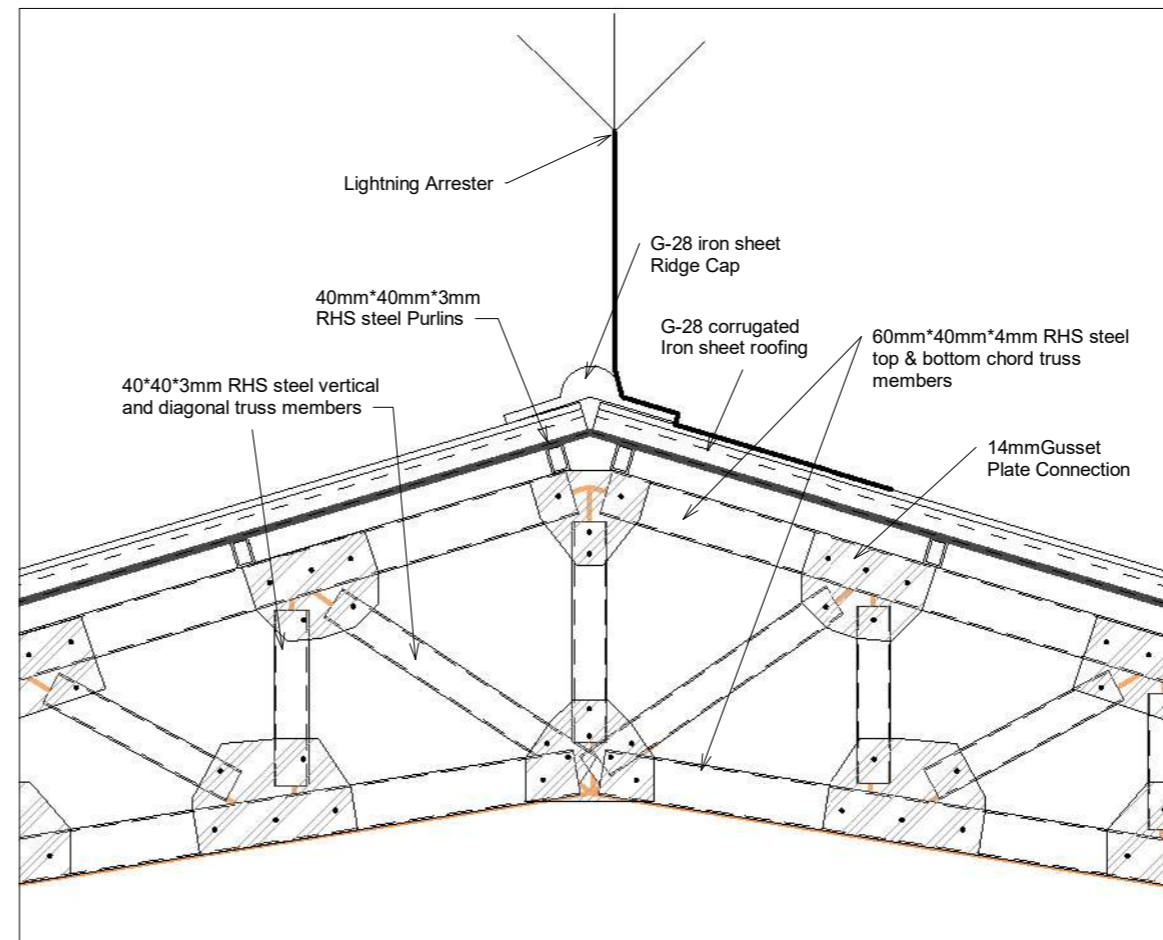 Lightning Arrester
G-28 iron sheet
Ridge Cap
40mm*40mm*3mm
RHS steel Purlins
G-28 corrugated
Iron sheet roofing
60mm*40mm*4mm RHS steel
top & bottom chord truss
members
40*40*3mm RHS steel vertical
and diagonal truss members
14mmGusset
Plate Connection